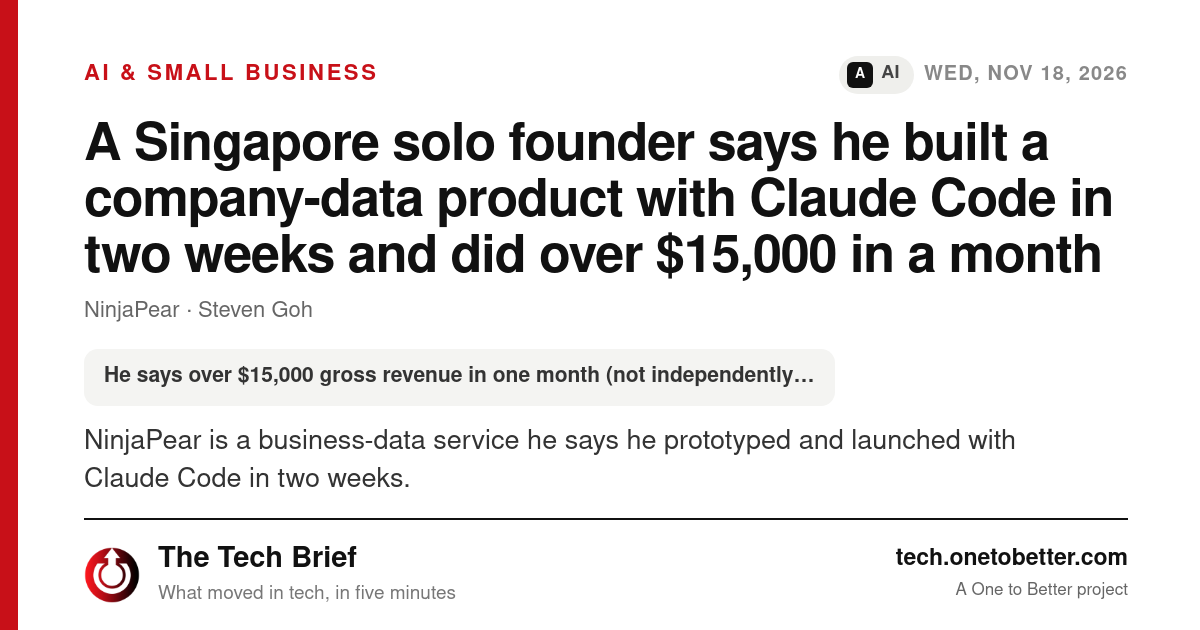 AI & SMALL BUSINESS
A AI WED, NOV 18, 2026
A Singapore solo founder says he built a
company-data product with Claude Code in
two weeks and did over $15,000 in a month
NinjaPear · Steven Goh
He says over $15,000 gross revenue in one month (not independently…
NinjaPear is a business-data service he says he prototyped and launched with
Claude Code in two weeks.
The Tech Brief
What moved in tech, in five minutes
tech.onetobetter.com
A One to Better project